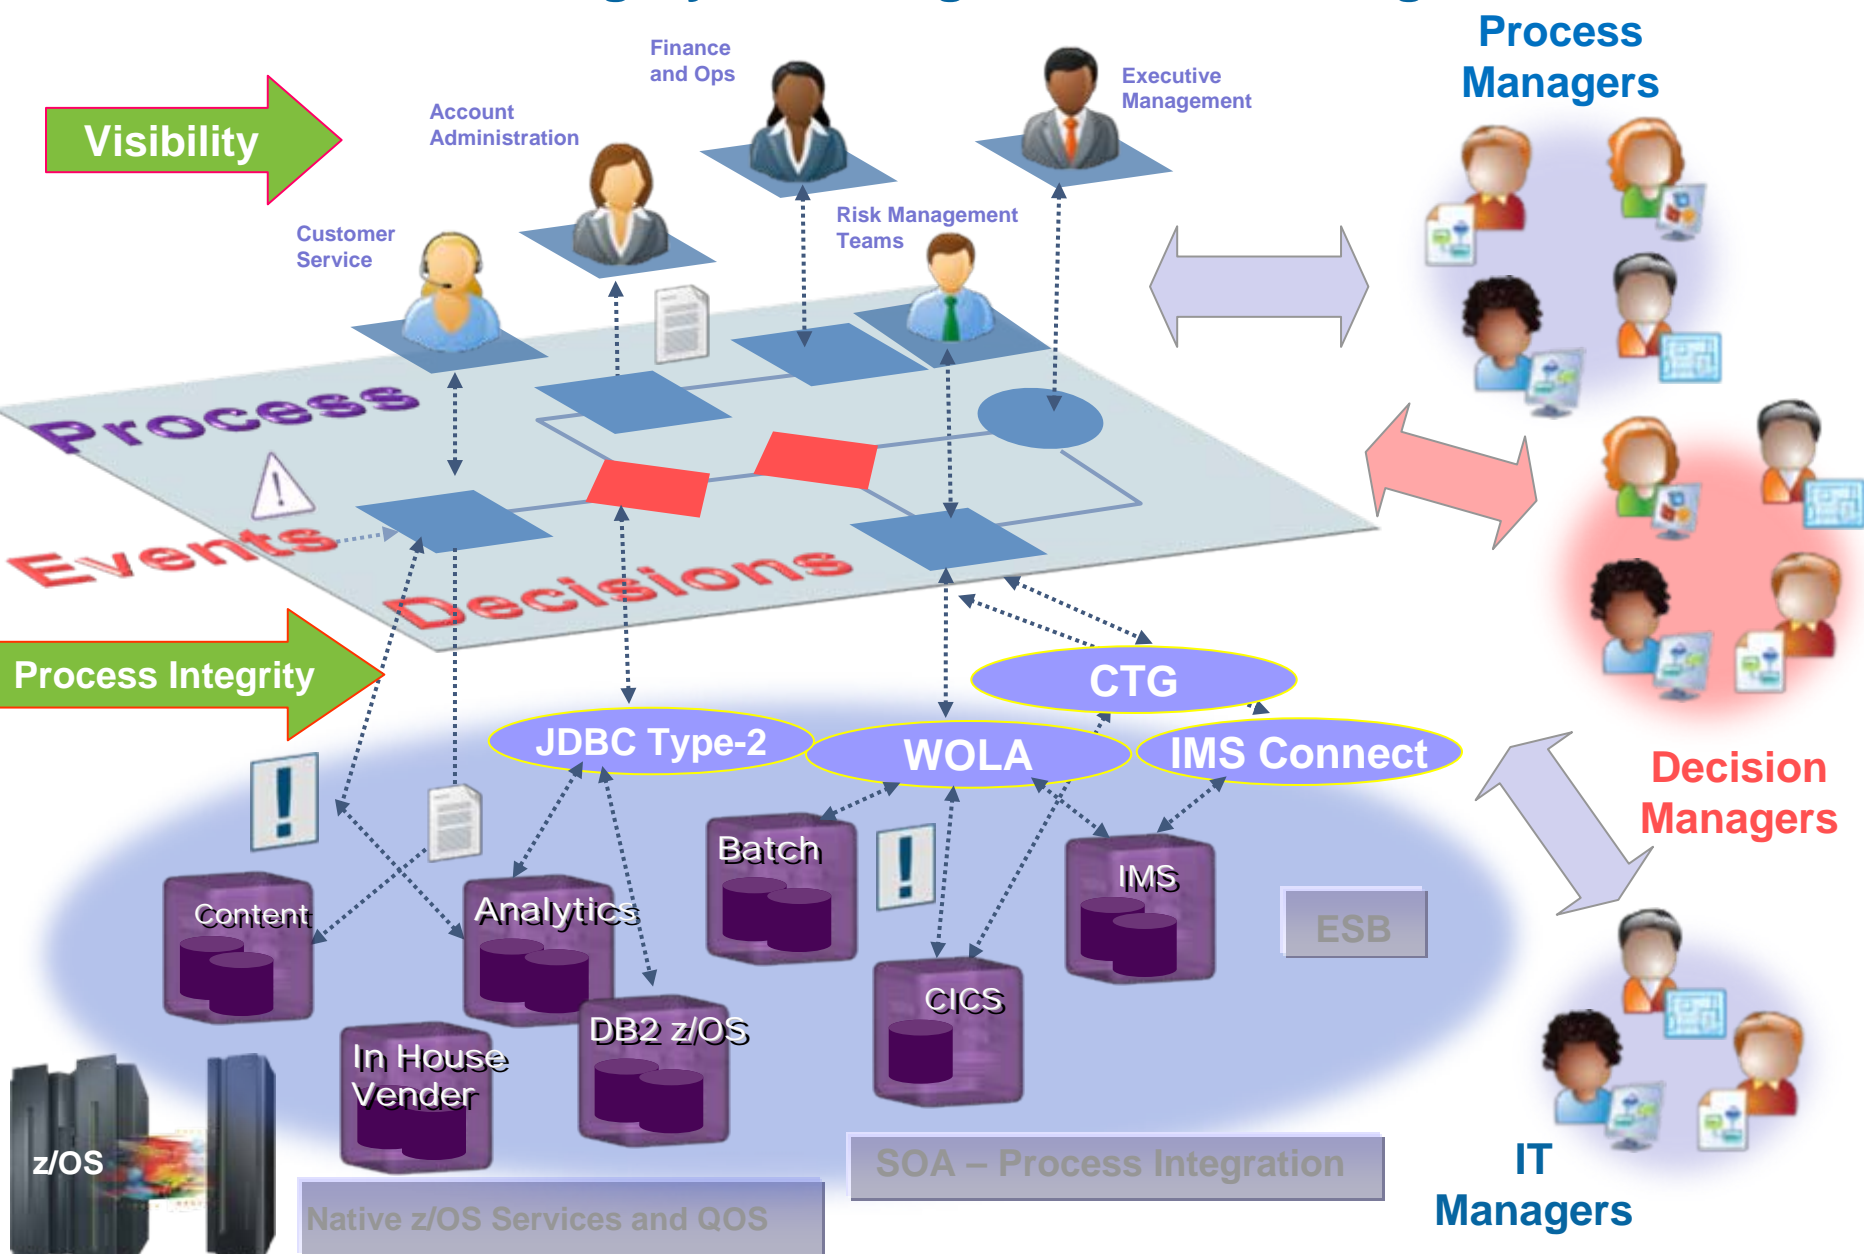 Process
Managers
Finance
and Ops
Executive
Management
Account
Administration
Visibility
Risk Management
Teams
Customer
Service
Process
Events
Decisions
Process Integrity
CTG
JDBC Type-2
WOLA
IMS Connect
Decision
Managers
Batch
IMS
Content
Analytics
ESB
CICS
DB2 z/OS
In House
Vender
z/OS
SOA – Process Integration
IT
Managers
Native z/OS Services and QOS